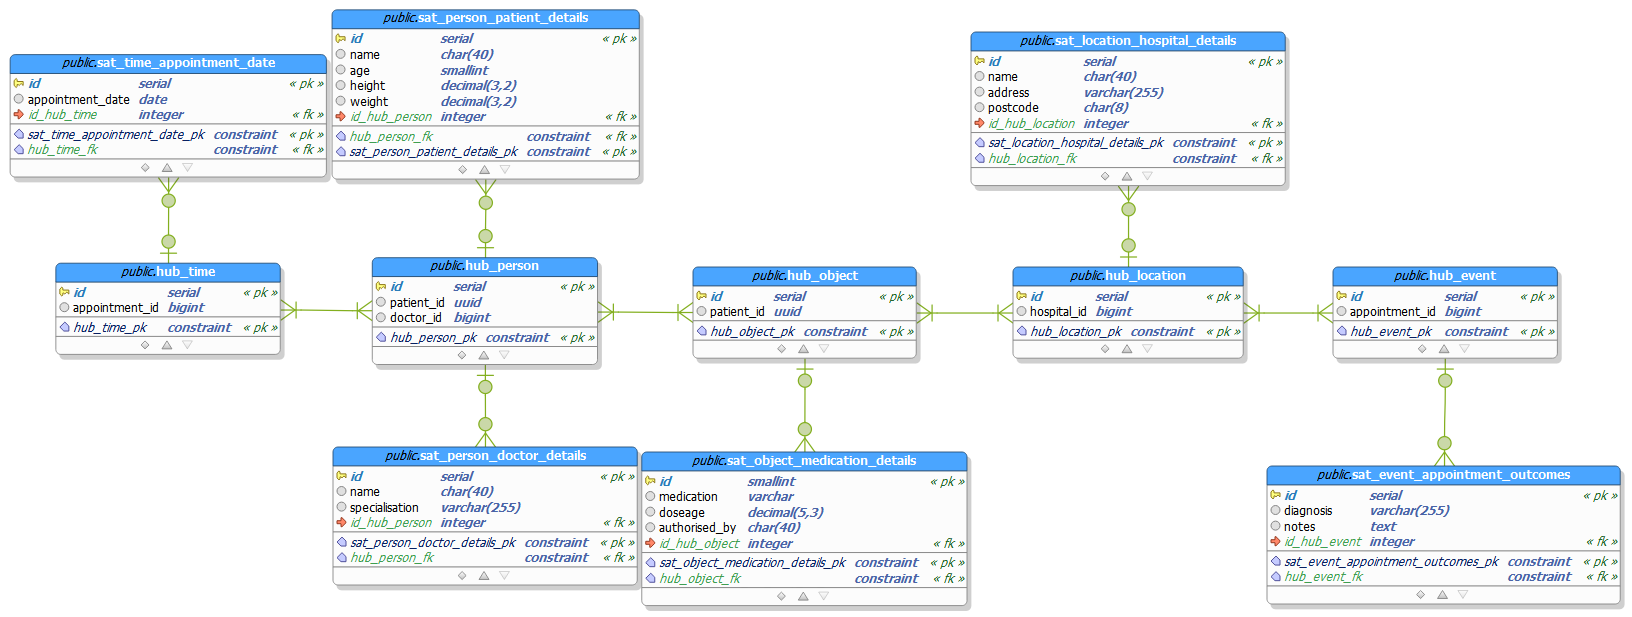 public.sat_time_appointment_date
id serial « pk »
appointment_date date
id_hub_time integer « fk »
sat_time_appointment_date_pk constraint « pk »
hub_time_fk constraint « fk »
public.sat_person_patient_details
id serial « pk »
name char(40)
age smallint
height decimal(3,2)
weight decimal(3,2)
id_hub_person integer « fk »
hub_person_fk constraint « fk »
sat_person_patient_details_pk constraint « pk »
public.sat_location_hospital_details
id serial « pk »
name char(40)
address varchar(255)
postcode char(8)
id_hub_location integer « fk »
sat_location_hospital_details_pk constraint « pk »
hub_location_fk constraint « fk »
public.hub_time
id serial « pk »
appointment_id bigint
hub_time_pk constraint « pk »
public.hub_person
id serial « pk »
patient_id uuid
doctor_id bigint
hub_person_pk constraint « pk »
public.hub_object
id serial « pk »
patient_id uuid
hub_object_pk constraint « pk »
public.hub_location
id serial « pk »
hospital_id bigint
hub_location_pk constraint « pk »
public.hub_event
id serial « pk »
appointment_id bigint
hub_event_pk constraint « pk »
public.sat_person_doctor_details
id serial « pk »
name char(40)
specialisation varchar(255)
id_hub_person integer « fk »
sat_person_doctor_details_pk constraint « pk »
hub_person_fk constraint « fk »
public.sat_object_medication_details
id smallint « pk »
medication varchar
doseage decimal(5,3)
authorised_by char(40)
id_hub_object integer « fk »
sat_object_medication_details_pk constraint « pk »
hub_object_fk constraint « fk »
public.sat_event_appointment_outcomes
id serial « pk »
diagnosis varchar(255)
notes text
id_hub_event integer « fk »
sat_event_appointment_outcomes_pk constraint « pk »
hub_event_fk constraint « fk »